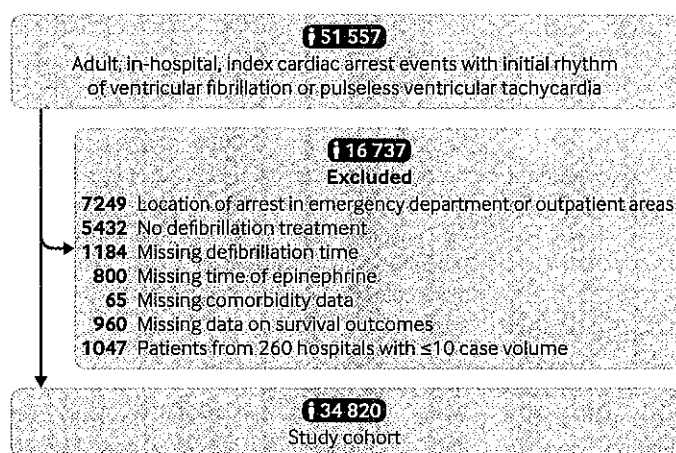 51 557
Adult, in-hospital, index cardiac arrest events with initial rhythm
of ventricular fibrillation or pulseless ventricular tachycardia
16 737
Excluded
7249 Location of arrest in emergency department or outpatient areas
5432 No defibrillation treatment
1184 Missing defibrillation time
800 Missing time of epinephrine
65 Missing comorbidity data
960 Missing data on survival outcomes
1047 Patients from 260 hospitals with ≤10 case volume
34 820
Study cohort